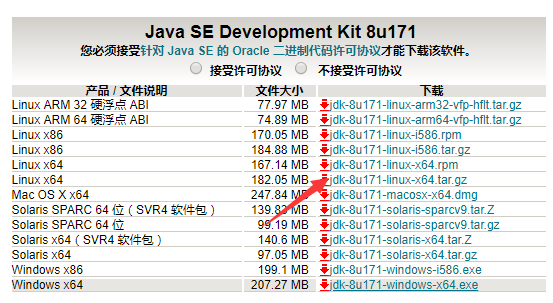 Java SE Development Kit 8u171
您必须接受针对 Java SE 的 Oracle 二进制代码许可协议才能下载该软件。
接受许可协议 不接受许可协议
产品 / 文件说明 文件大小 下载
Linux ARM 32 硬浮点 ABI 77.97 MB jdk-8u171-linux-arm32-vfp-hflt.tar.gz
Linux ARM 64 硬浮点 ABI 74.89 MB jdk-8u171-linux-arm64-vfp-hflt.tar.gz
Linux x86 170.05 MB jdk-8u171-linux-i586.rpm
Linux x86 184.88 MB jdk-8u171-linux-i586.tar.gz
Linux x64 167.14 MB jdk-8u171-linux-x64.rpm
Linux x64 182.05 MB jdk-8u171-linux-x64.tar.gz
Mac OS X x64 247.84 MB jdk-8u171-macosx-x64.dmg
Solaris SPARC 64 位（SVR4 软件包） 139.83 MB jdk-8u171-solaris-sparcv9.tar.Z
Solaris SPARC 64 位 99.19 MB jdk-8u171-solaris-sparcv9.tar.gz
Solaris x64（SVR4 软件包） 140.6 MB jdk-8u171-solaris-x64.tar.Z
Solaris x64 97.05 MB jdk-8u171-solaris-x64.tar.gz
Windows x86 199.1 MB jdk-8u171-windows-i586.exe
Windows x64 207.27 MB jdk-8u171-windows-x64.exe